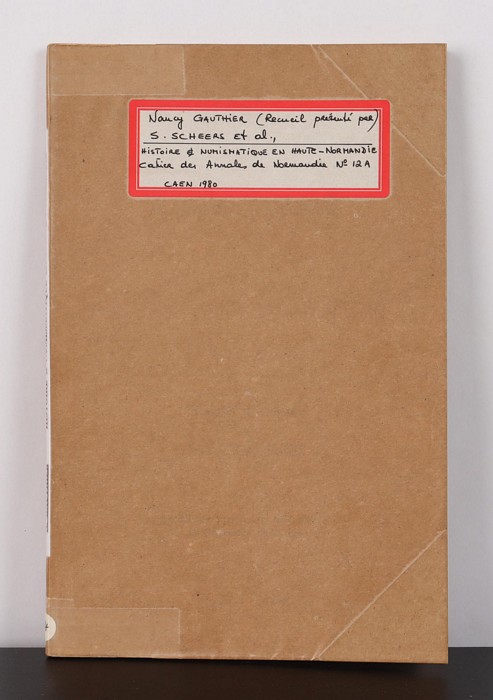 Nancy GAUTHIER (Recueil présenté par)
S. SCHEERS et al.,
HISTOIRE & NUMISMATIQUE EN HAUTE-NORMANDIE
Cahier des Annales de Normandie Nº 12A
CAEN 1980